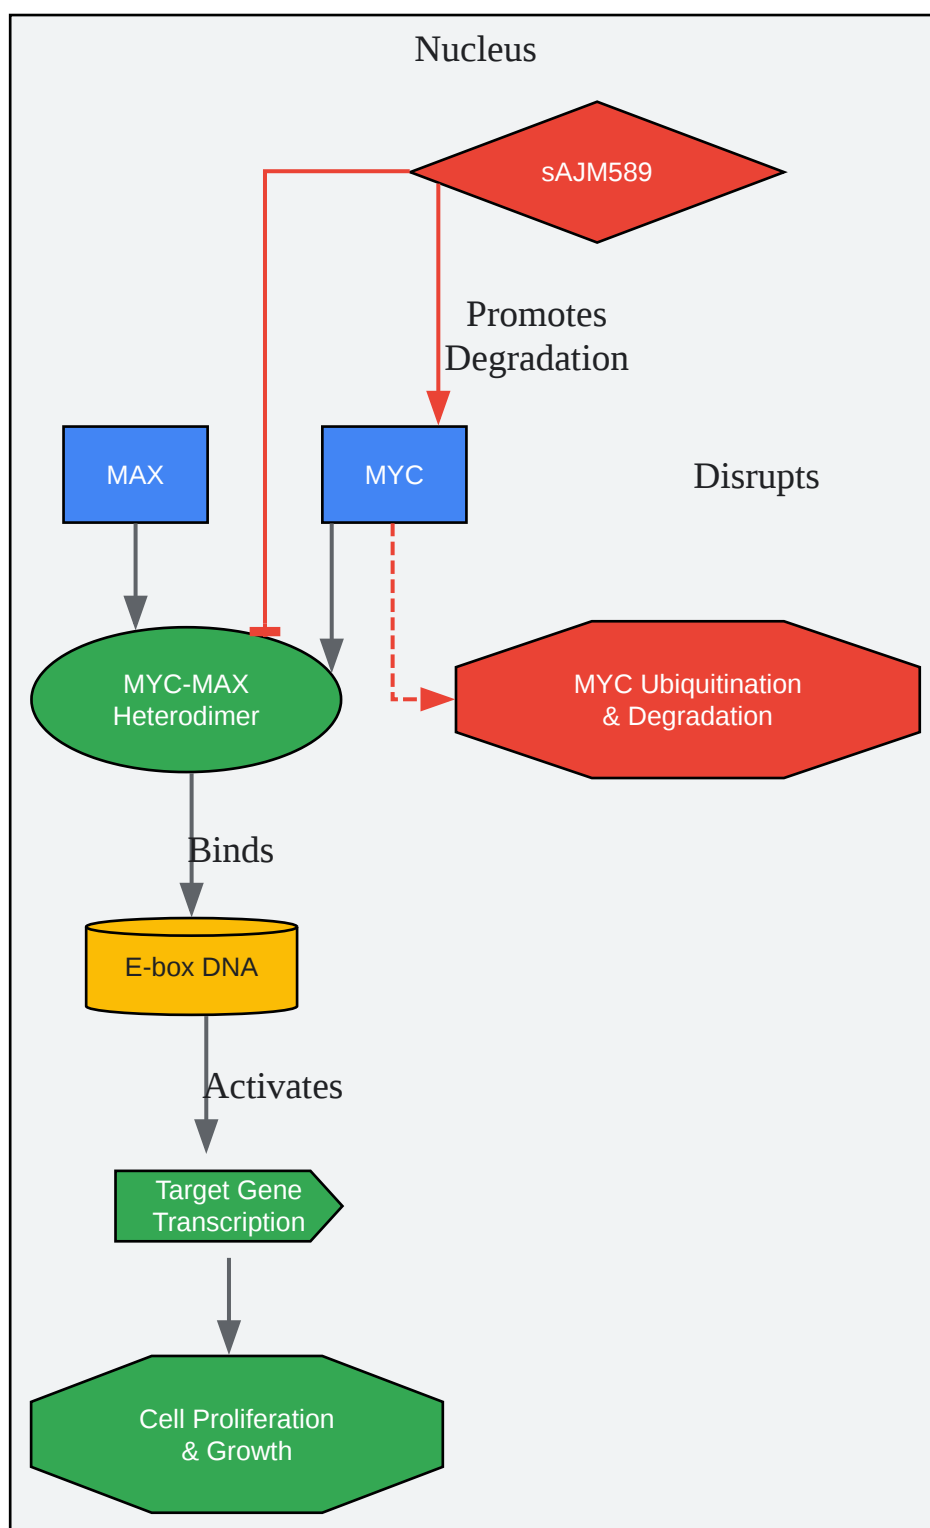 Nucleus
sAJM589
Promotes
Degradation
MAX
MYC
Disrupts
MYC-MAX
Heterodimer
MYC Ubiquitination
& Degradation
Binds
E-box DNA
Activates
Target Gene
Transcription
Cell Proliferation
& Growth